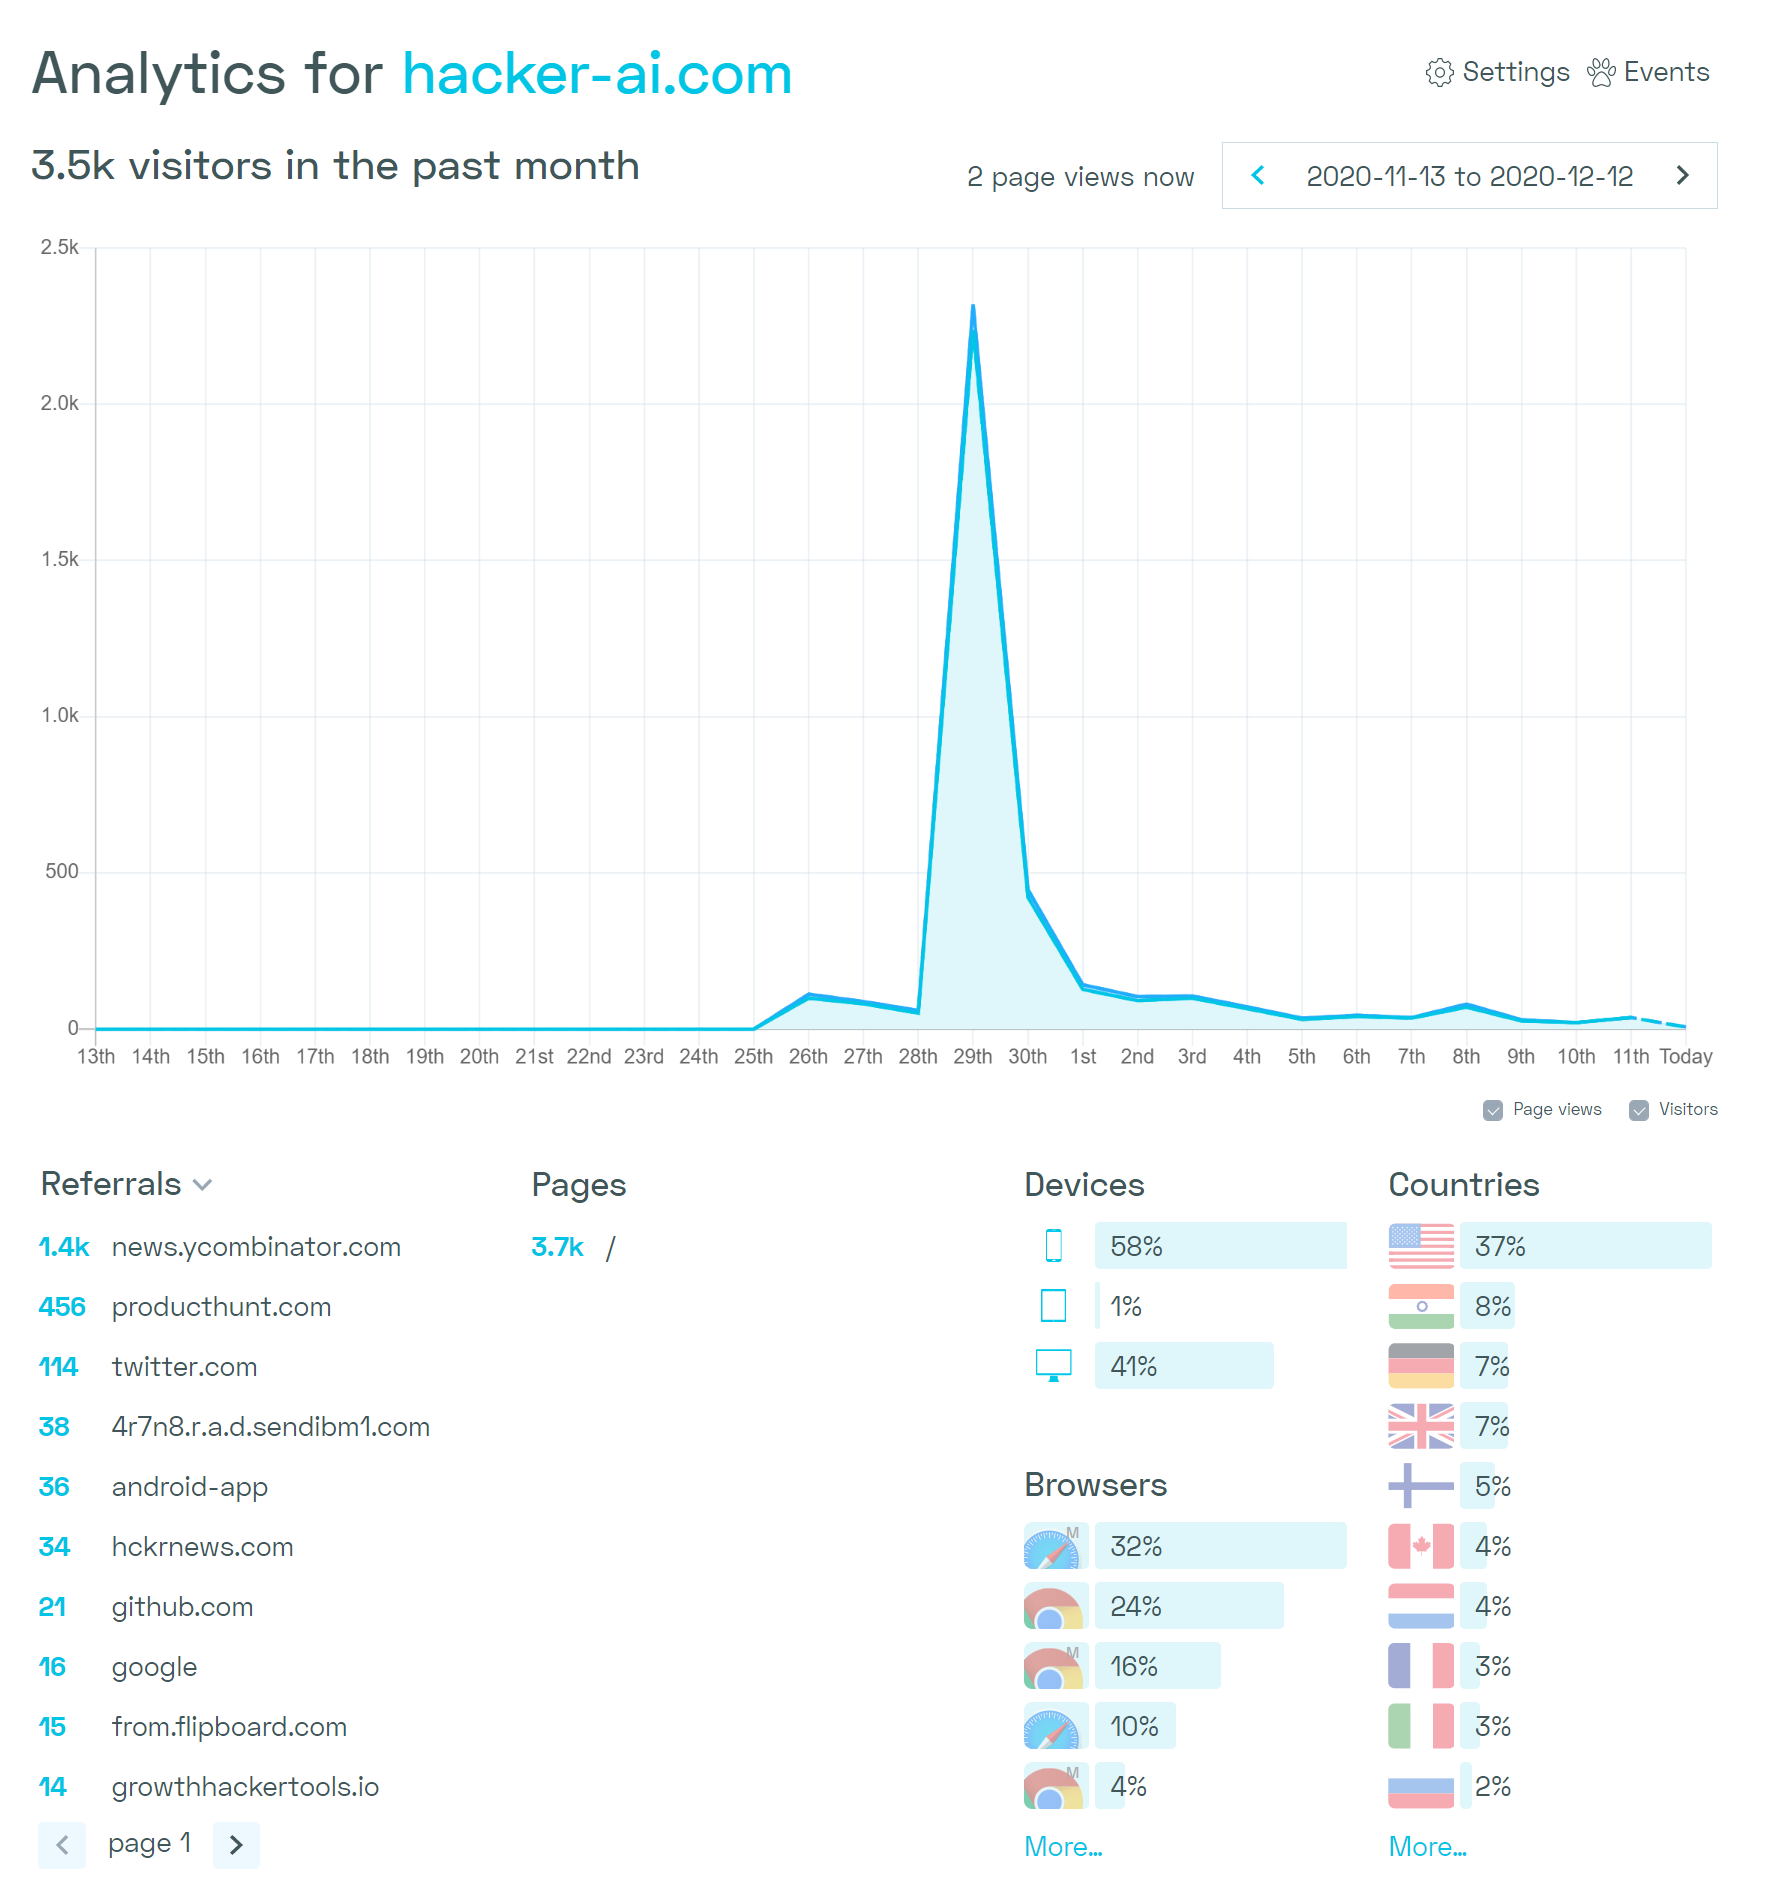 Analytics for hacker-ai.com
Settings Events
3.5k visitors in the past month
2 page views now
2020-11-13 to 2020-12-12
2.5k
2.0k
1.5k
1.0k
500
0
13th 14th 15th 16th 17th 18th 19th 20th 21st 22nd 23rd 24th 25th 26th 27th 28th 29th 30th 1st 2nd 3rd 4th 5th 6th 7th 8th 9th 10th 11th Today
Page views Visitors
Referrals
1.4k news.ycombinator.com
456 producthunt.com
114 twitter.com
38 4r7n8.r.a.d.sendibm1.com
36 android-app
34 hckrnews.com
21 github.com
16 google
15 from.flipboard.com
14 growthhackertools.io
page 1
Pages
3.7k /
Devices
58%
1%
41%
Browsers
M 32%
24%
M 16%
10%
M 4%
More...
Countries
37%
8%
7%
7%
5%
4%
4%
3%
3%
2%
More...